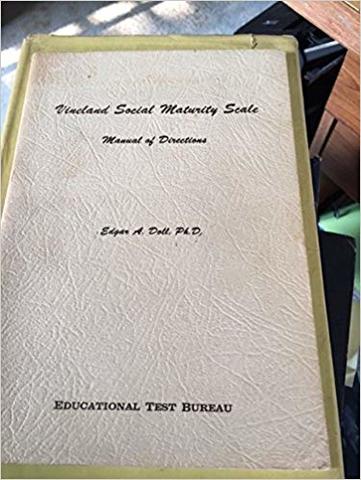 Vineland Social Maturity Scale
Manual of Directions
Edgar A. Doll, Ph.D.
EDUCATIONAL TEST BUREAU